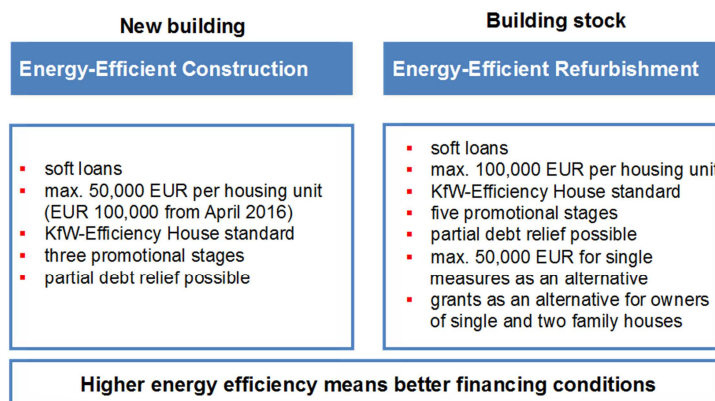 New building
Energy-Efficient Construction
soft loans
max. 50,000 EUR per housing unit
(EUR 100,000 from April 2016)
KfW-Efficiency House standard
three promotional stages
partial debt relief possible
Building stock
Energy-Efficient Refurbishment
soft loans
max. 100,000 EUR per housing unit
KfW-Efficiency House standard
five promotional stages
partial debt relief possible
max. 50,000 EUR for single
measures as an alternative
grants as an alternative for owners
of single and two family houses
Higher energy efficiency means better financing conditions